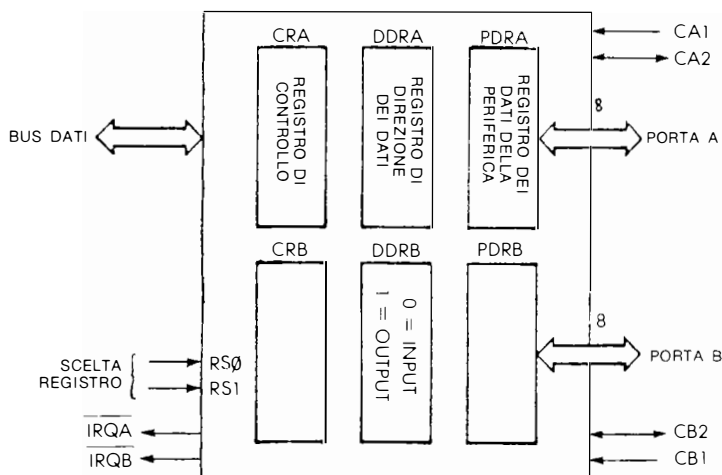 CRA
DDRA
PDRA
CA1
CA2
REGISTRO DI
CONTROLLO
REGISTRO DI
DIREZIONE
DEI DATI
REGISTRO DEI
DATI DELLA
PERIFERICA
8
BUS DATI
PORTA A
CRB
DDRB
PDRB
0 = INPUT
1 = OUTPUT
8
PORTA B
SCELTA
REGISTRO
RSØ
RS1
IRQA
IRQB
CB2
CB1